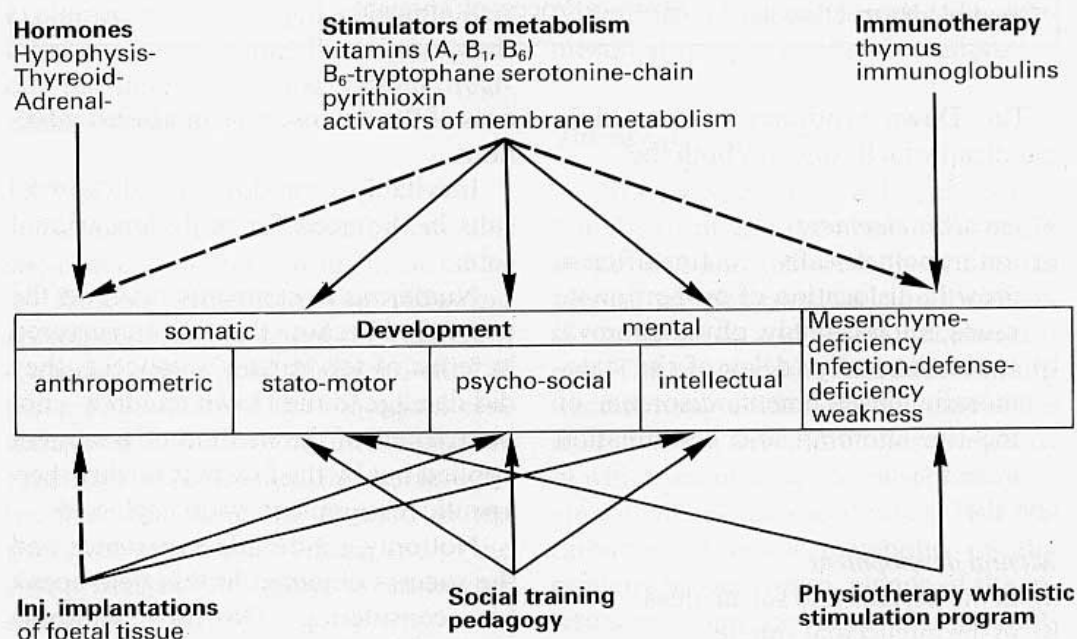 Hormones
Hypophysis-
Thyreoid-
Adrenal-
Stimulators of metabolism
vitamins (A, B₁, B₆)
B₆-tryptophane serotonine-chain
pyrithioxin
activators of membrane metabolism
Immunotherapy
thymus
immunoglobulins
somatic Development mental
anthropometric stato-motor psycho-social intellectual
Mesenchyme-
deficiency
Infection-defense-
deficiency
weakness
Inj. implantations
of foetal tissue
Social training
pedagogy
Physiotherapy wholistic
stimulation program